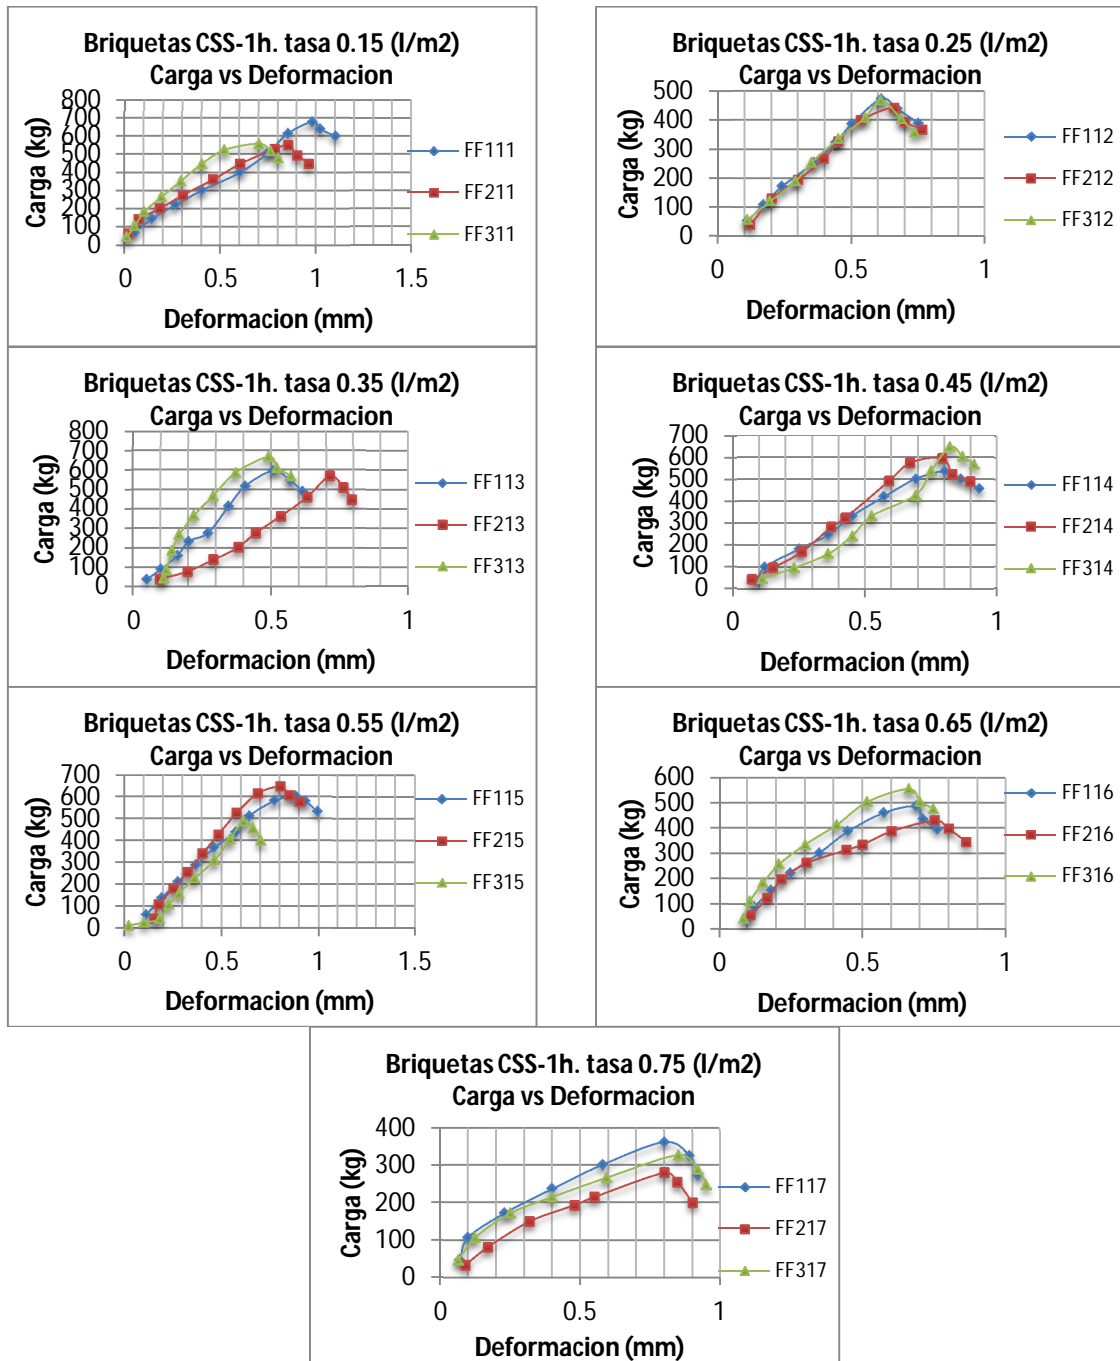 Briquetas CSS-1h. tasa 0.15 (l/m2)
Carga vs Deformacion
Carga (kg)
800
700
600
500
400
300
200
100
0
0 0.5 1 1.5
Deformacion (mm)
FF111
FF211
FF311
Briquetas CSS-1h. tasa 0.25 (l/m2)
Carga vs Deformacion
Carga (kg)
500
400
300
200
100
0
0 0.5 1
Deformacion (mm)
FF112
FF212
FF312
Briquetas CSS-1h. tasa 0.35 (l/m2)
Carga vs Deformacion
Carga (kg)
800
700
600
500
400
300
200
100
0
0 0.5 1
Deformacion (mm)
FF113
FF213
FF313
Briquetas CSS-1h. tasa 0.45 (l/m2)
Carga vs Deformacion
Carga (kg)
700
600
500
400
300
200
100
0
0 0.5 1
Deformacion (mm)
FF114
FF214
FF314
Briquetas CSS-1h. tasa 0.55 (l/m2)
Carga vs Deformacion
Carga (kg)
700
600
500
400
300
200
100
0
0 0.5 1 1.5
Deformacion (mm)
FF115
FF215
FF315
Briquetas CSS-1h. tasa 0.65 (l/m2)
Carga vs Deformacion
Carga (kg)
600
500
400
300
200
100
0
0 0.5 1
Deformacion (mm)
FF116
FF216
FF316
Briquetas CSS-1h. tasa 0.75 (l/m2)
Carga vs Deformacion
Carga (kg)
400
300
200
100
0
0 0.5 1
Deformacion (mm)
FF117
FF217
FF317